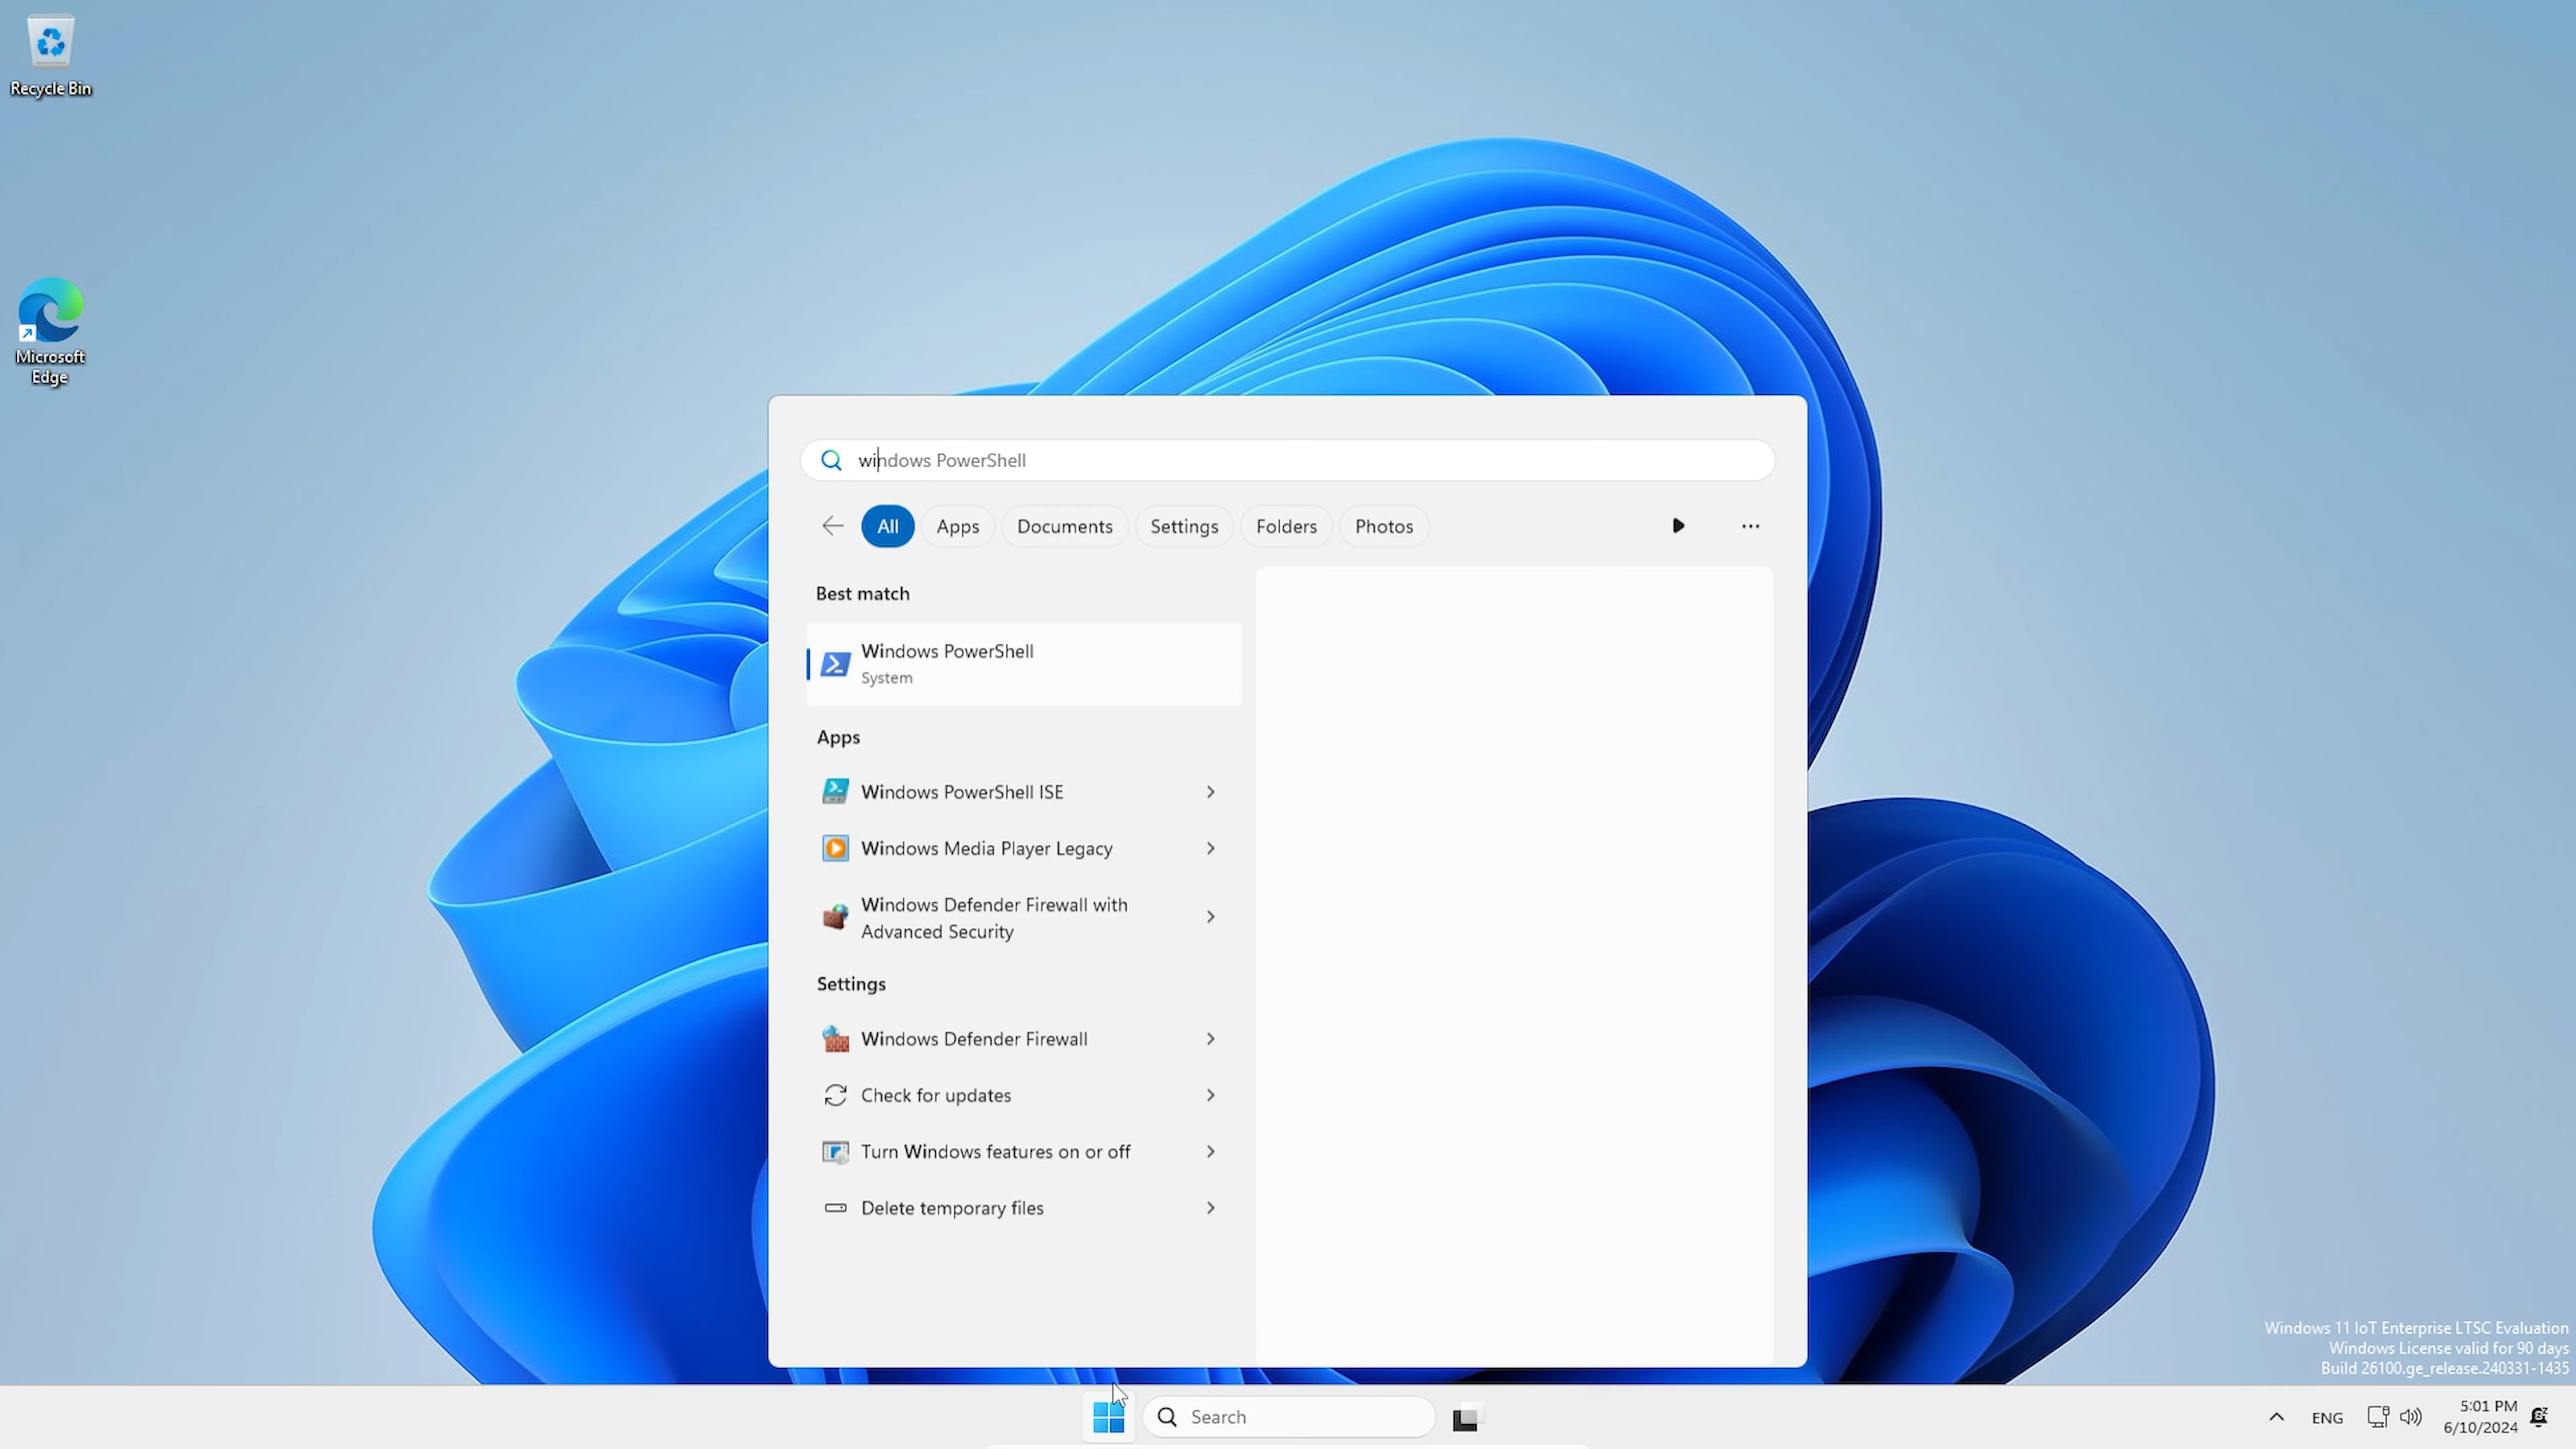 Recycle Bin
Microsoft
Edge
windows PowerShell
All
Apps
Documents
Settings
Folders
Photos
Best match
Windows PowerShell
System
Apps
Windows PowerShell ISE
Windows Media Player Legacy
Windows Defender Firewall with
Advanced Security
Settings
Windows Defender Firewall
Check for updates
Turn Windows features on or off
Delete temporary files
Windows 11 IoT Enterprise LTSC Evaluation
Windows License valid for 90 days
Build 26100.ge_release.240331-1435
Search
ENG
5:01 PM
6/10/2024